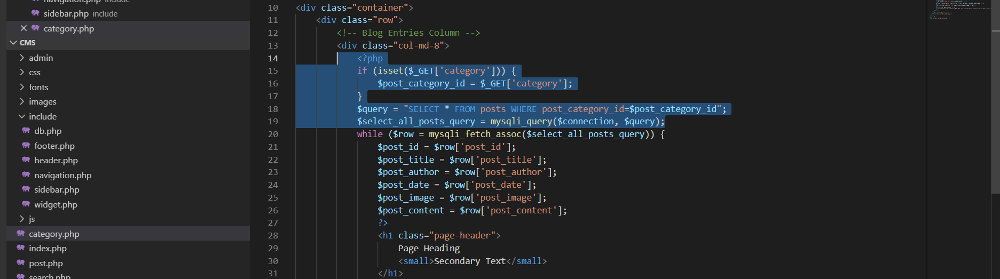 navigation.php include
sidebar.php include
category.php
CMS
admin
css
fonts
images
include
db.php
footer.php
header.php
navigation.php
sidebar.php
widget.php
js
category.php
index.php
post.php
search.php
10 <div class="container">
11 <div class="row">
12 <!-- Blog Entries Column -->
13 <div class="col-md-8">
14 <?php
15 if (isset($_GET['category'])) {
16 $post_category_id = $_GET['category'];
17 }
18 $query = "SELECT * FROM posts WHERE post_category_id=$post_category_id";
19 $select_all_posts_query = mysqli_query($connection, $query);
20 while ($row = mysqli_fetch_assoc($select_all_posts_query)) {
21 $post_id = $row['post_id'];
22 $post_title = $row['post_title'];
23 $post_author = $row['post_author'];
24 $post_date = $row['post_date'];
25 $post_image = $row['post_image'];
26 $post_content = $row['post_content'];
27 ?>
28 <h1 class="page-header">
29 Page Heading
30 <small>Secondary Text</small>
31 </h1>